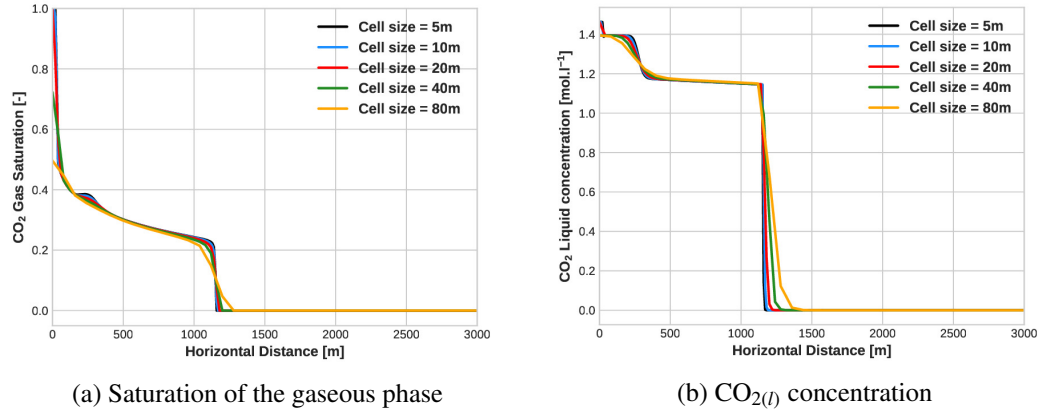 CO₂ Gas Saturation [-]
1.0
0.8
0.6
0.4
0.2
0.0
0
500
1000
1500
2000
2500
3000
Horizontal Distance [m]
Cell size = 5m
Cell size = 10m
Cell size = 20m
Cell size = 40m
Cell size = 80m
(a) Saturation of the gaseous phase
CO₂ Liquid concentration [mol.l⁻¹]
1.4
1.2
1.0
0.8
0.6
0.4
0.2
0.0
0
500
1000
1500
2000
2500
3000
Horizontal Distance [m]
Cell size = 5m
Cell size = 10m
Cell size = 20m
Cell size = 40m
Cell size = 80m
(b) CO₂₍l₎ concentration